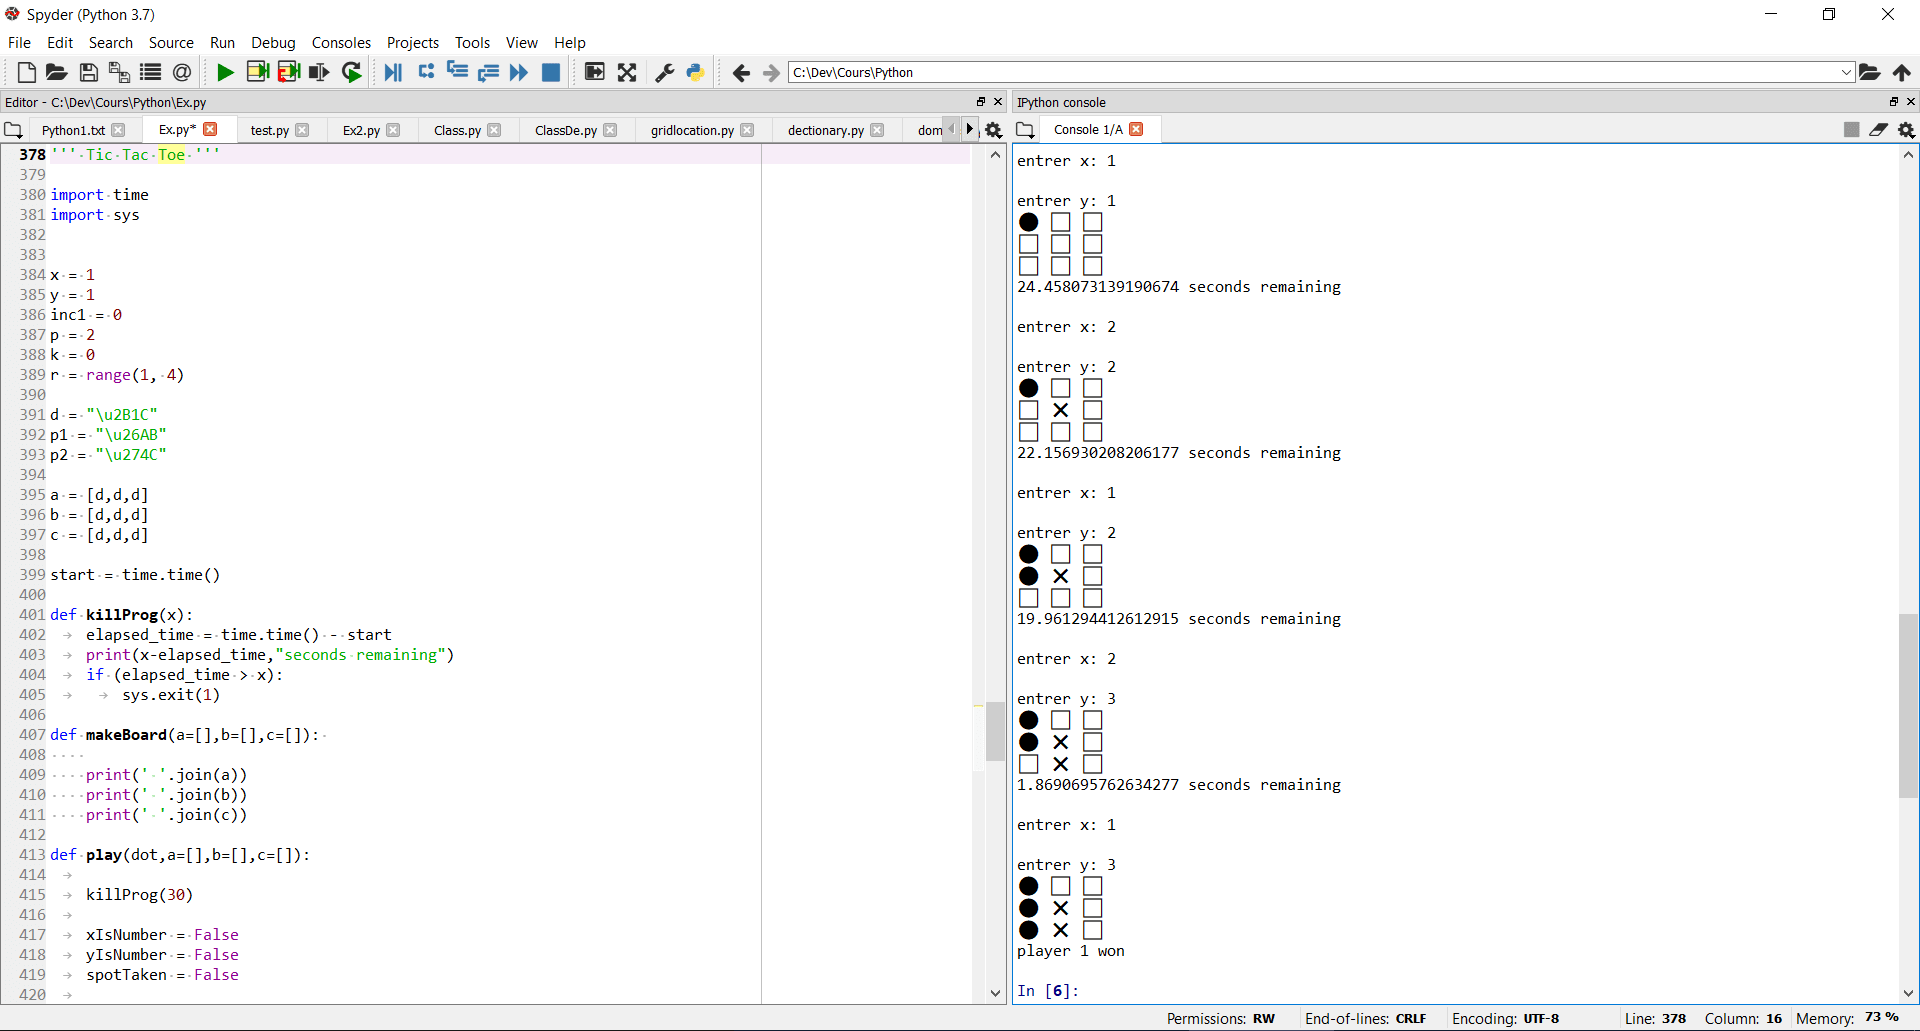 Spyder (Python 3.7)
File Edit Search Source Run Debug Consoles Projects Tools View Help
C:\Dev\Cours\Python
Editor - C:\Dev\Cours\Python\Ex.py
Python1.txt Ex.py* test.py Ex2.py Class.py ClassDe.py gridlocation.py dectionary.py dom
378 ''' Tic Tac Toe '''
379
380 import time
381 import sys
382
383
384 x = 1
385 y = 1
386 inc1 = 0
387 p = 2
388 k = 0
389 r = range(1, 4)
390
391 d = "\u2B1C"
392 p1 = "\u26AB"
393 p2 = "\u274C"
394
395 a = [d,d,d]
396 b = [d,d,d]
397 c = [d,d,d]
398
399 start = time.time()
400
401 def killProg(x):
402 elapsed_time = time.time() - start
403 print(x-elapsed_time,"seconds remaining")
404 if (elapsed_time > x):
405 sys.exit(1)
406
407 def makeBoard(a=[],b=[],c=[]):
408
409 print(' '.join(a))
410 print(' '.join(b))
411 print(' '.join(c))
412
413 def play(dot,a=[],b=[],c=[]):
414
415 killProg(30)
416
417 xIsNumber = False
418 yIsNumber = False
419 spotTaken = False
420
IPython console
Console 1/A
entrer x: 1
entrer y: 1
⚫ ⬜ ⬜
⬜ ⬜ ⬜
⬜ ⬜ ⬜
24.458073139190674 seconds remaining
entrer x: 2
entrer y: 2
⚫ ⬜ ⬜
⬜ ❌ ⬜
⬜ ⬜ ⬜
22.156930208206177 seconds remaining
entrer x: 1
entrer y: 2
⚫ ⬜ ⬜
⚫ ❌ ⬜
⬜ ⬜ ⬜
19.961294412612915 seconds remaining
entrer x: 2
entrer y: 3
⚫ ⬜ ⬜
⚫ ❌ ⬜
⬜ ❌ ⬜
1.8690695762634277 seconds remaining
entrer x: 1
entrer y: 3
⚫ ⬜ ⬜
⚫ ❌ ⬜
⚫ ❌ ⬜
player 1 won
In [6]:
Permissions: RW End-of-lines: CRLF Encoding: UTF-8 Line: 378 Column: 16 Memory: 73 %